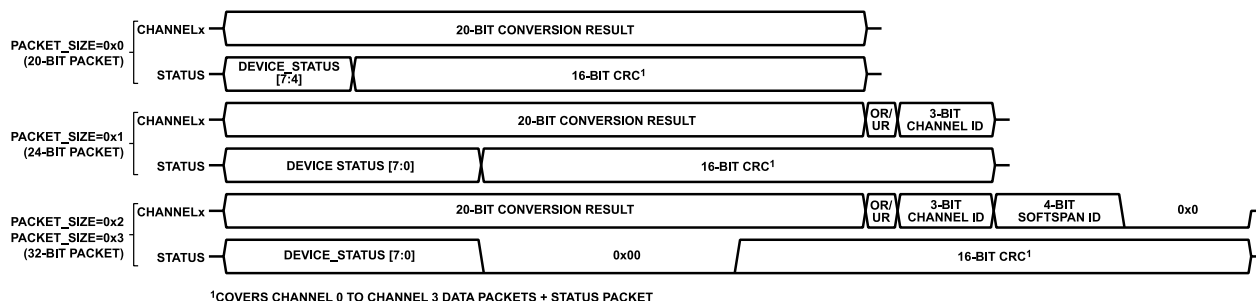 PACKET_SIZE=0x0
(20-BIT PACKET)
CHANNELx
20-BIT CONVERSION RESULT
STATUS
DEVICE_STATUS
[7:4]
16-BIT CRC1
PACKET_SIZE=0x1
(24-BIT PACKET)
CHANNELx
20-BIT CONVERSION RESULT
OR/
UR
3-BIT
CHANNEL ID
STATUS
DEVICE STATUS [7:0]
16-BIT CRC1
PACKET_SIZE=0x2
PACKET_SIZE=0x3
(32-BIT PACKET)
CHANNELx
20-BIT CONVERSION RESULT
OR/
UR
3-BIT
CHANNEL ID
4-BIT
SOFTSPAN ID
0x0
STATUS
DEVICE_STATUS [7:0]
0x00
16-BIT CRC1
1COVERS CHANNEL 0 TO CHANNEL 3 DATA PACKETS + STATUS PACKET